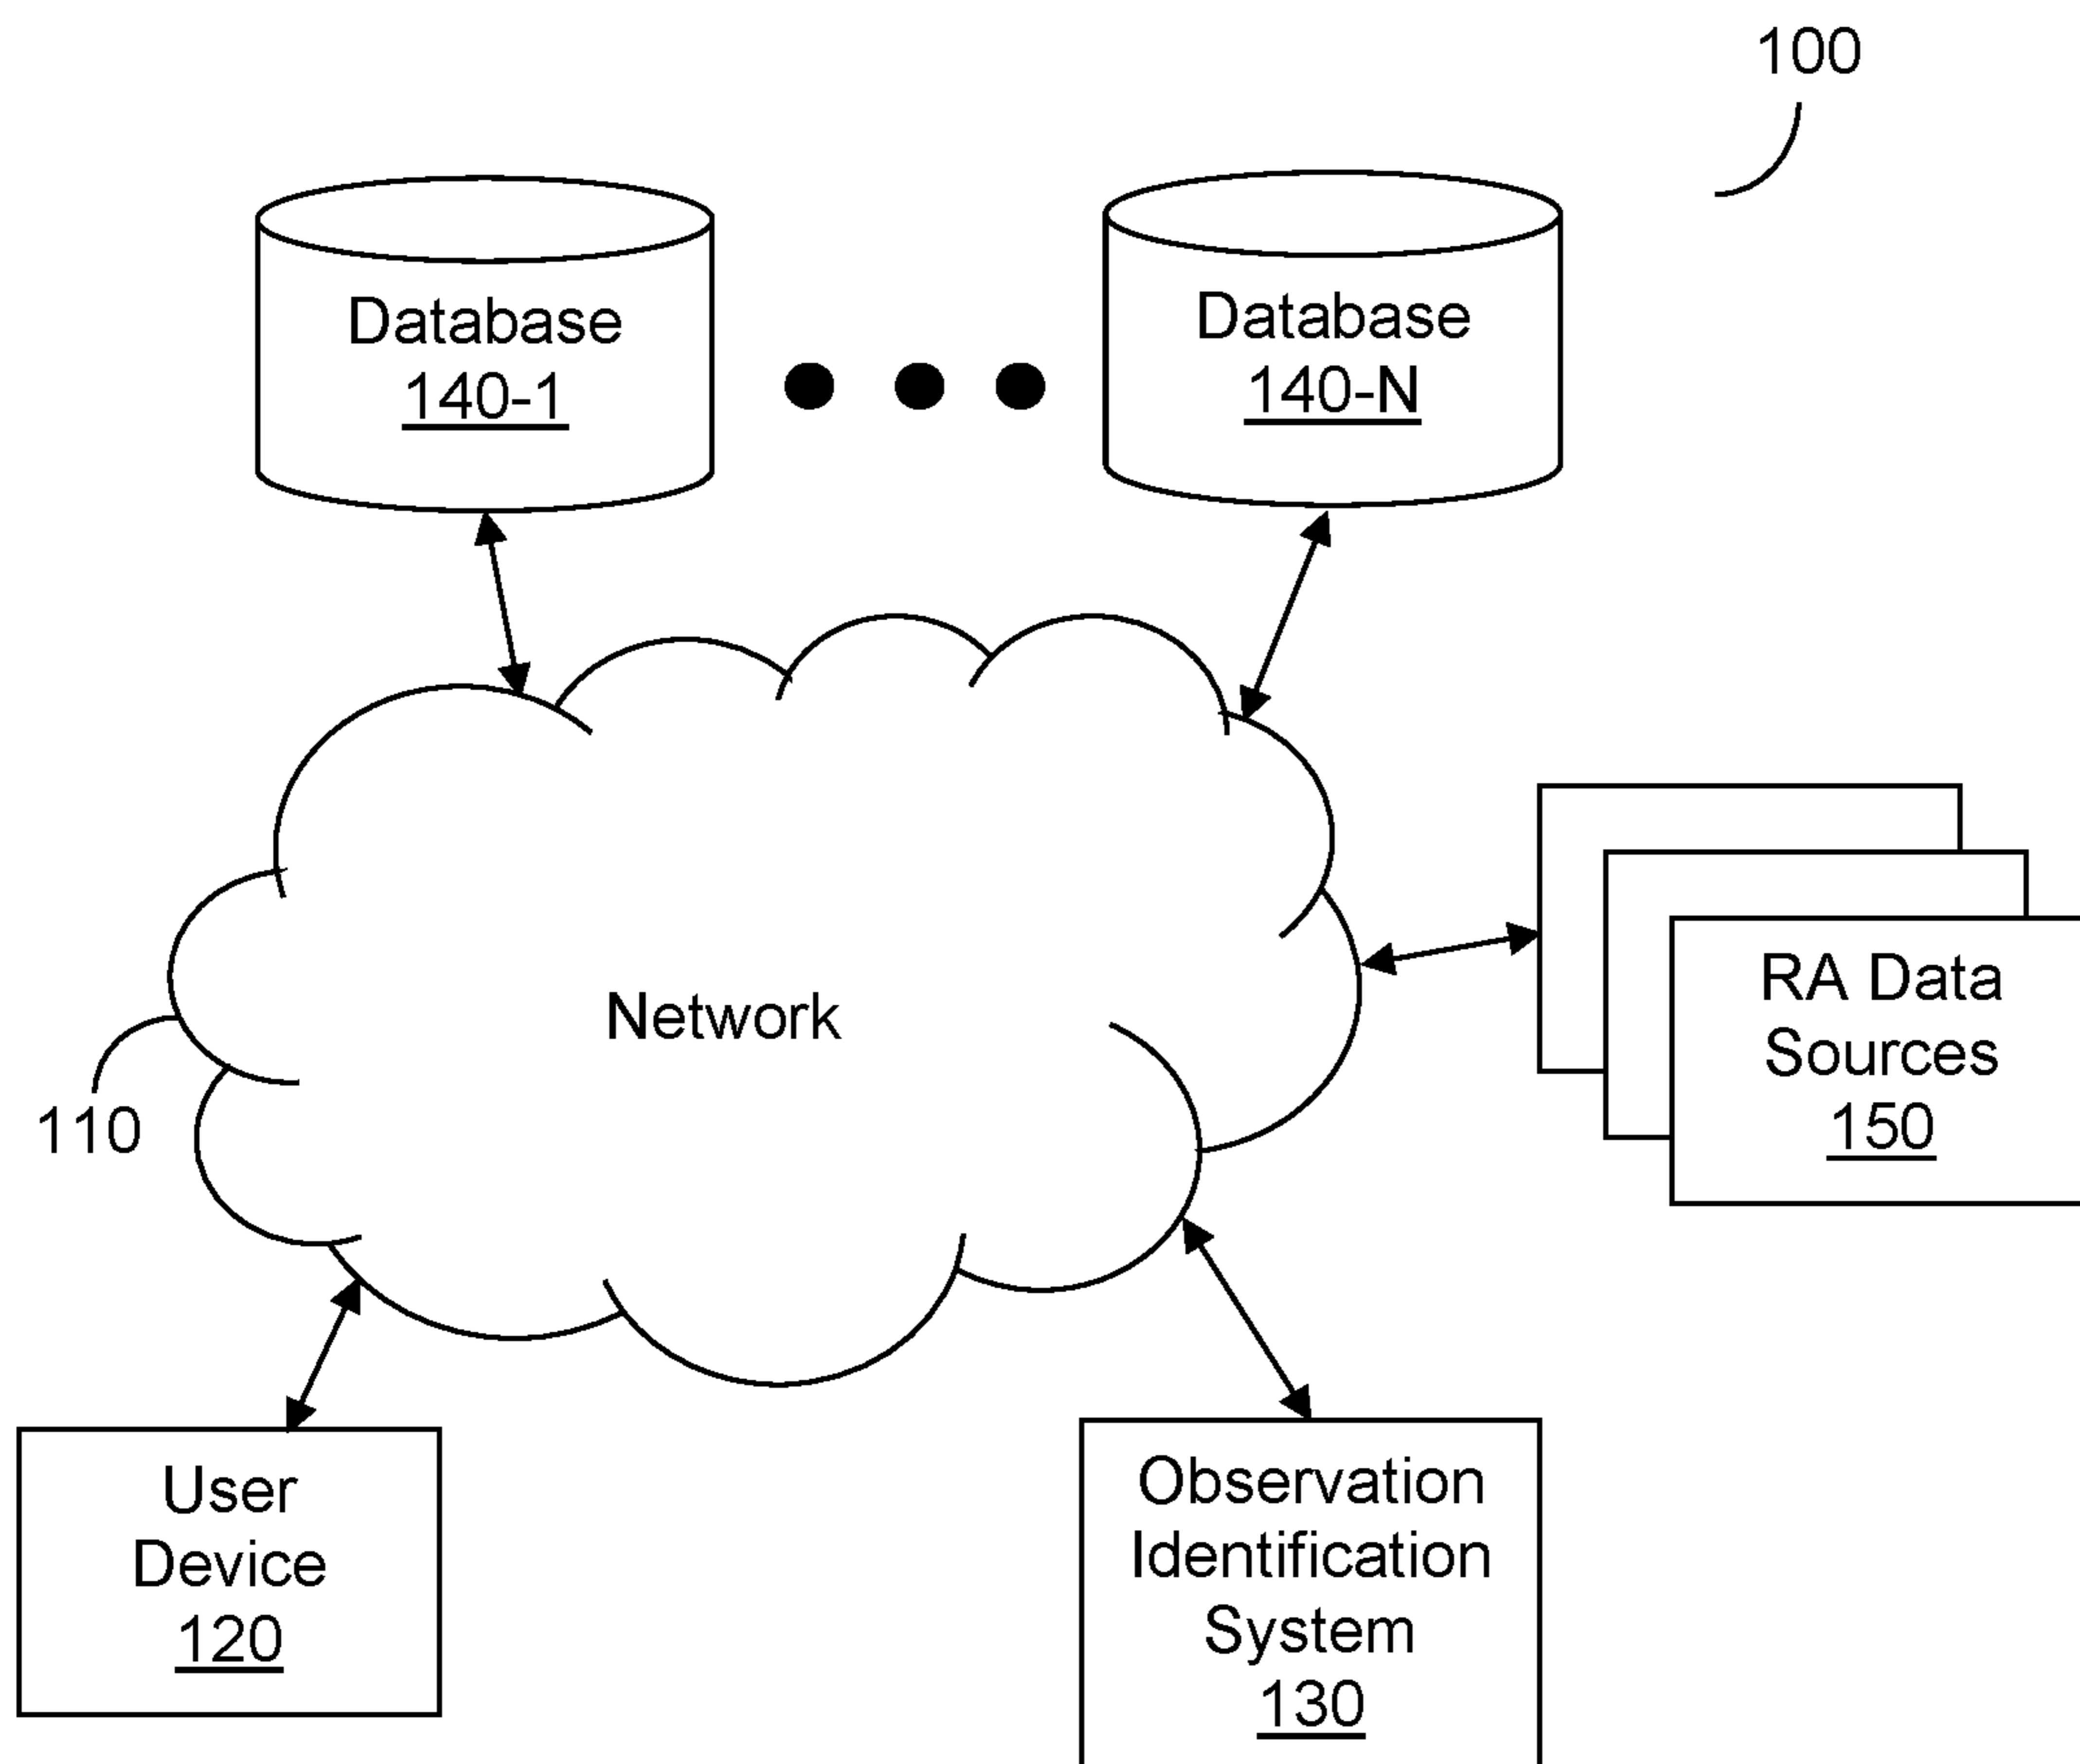 100
Database
140-1
Database
140-N
Network
110
RA Data
Sources
150
User
Device
120
Observation
Identification
System
130